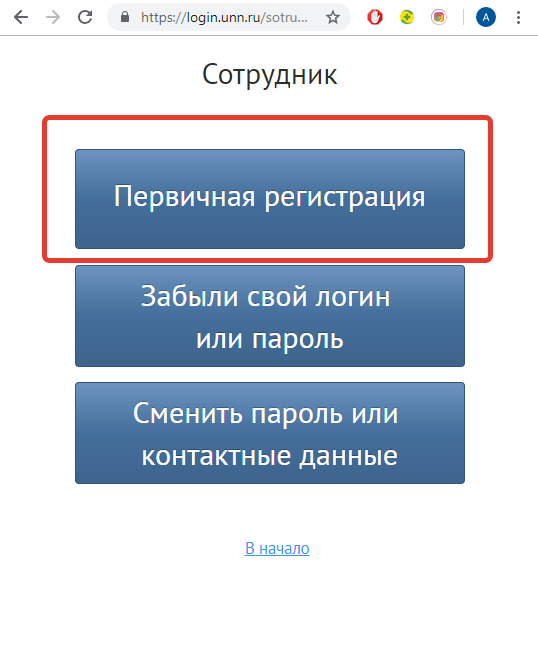 https://login.unn.ru/sotru...
A
Сотрудник
Первичная регистрация
Забыли свой логин
или пароль
Сменить пароль или
контактные данные
В начало